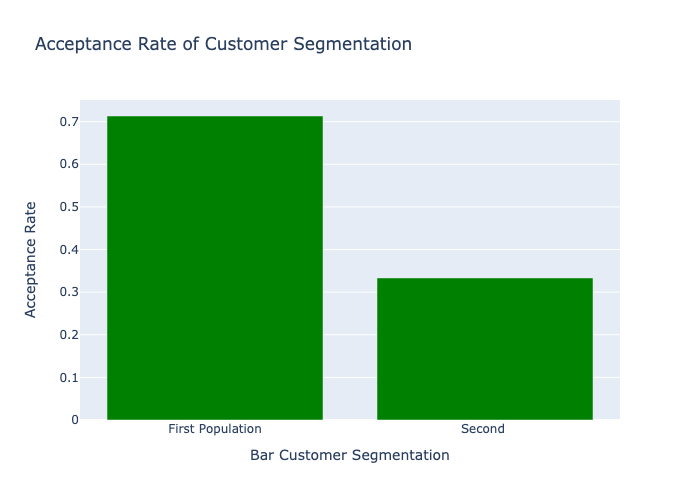 Acceptance Rate of Customer Segmentation
0.7
0.6
0.5
0.4
0.3
0.2
0.1
0
Acceptance Rate
First Population
Second
Bar Customer Segmentation